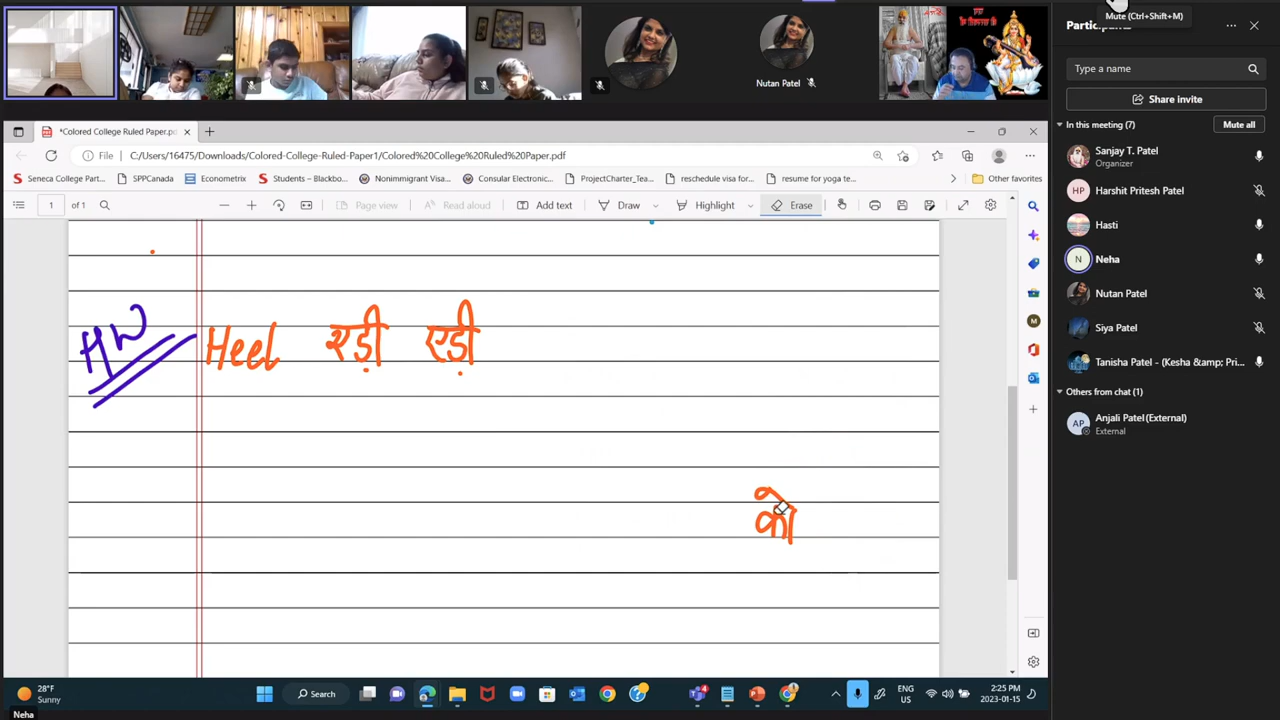 Mute (Ctrl+Shift+M)
Nutan Patel
Type a name
Share invite
In this meeting (7)
Mute all
Sanjay T. Patel
Organizer
HP Harshit Pritesh Patel
Hasti
N Neha
Nutan Patel
Siya Patel
Tanisha Patel - (Kesha &amp; Pri...
Others from chat (1)
AP Anjali Patel (External)
External
*Colored College Ruled Paper.pd
File C:/Users/16475/Downloads/Colored-College-Ruled-Paper1/Colored%20College%20Ruled%20Paper.pdf
Seneca College Part... SPPCanada Econometrix Students – Blackbo... Nonimmigrant Visa... Consular Electronic... ProjectCharter_Tea... reschedule visa for... resume for yoga te... Other favorites
1 of 1 Page view Read aloud Add text Draw Highlight Erase
HW Heel एड़ी एड़ी
को
28°F
Sunny
Search
ENG
US
2:25 PM
2023-01-15
Neha